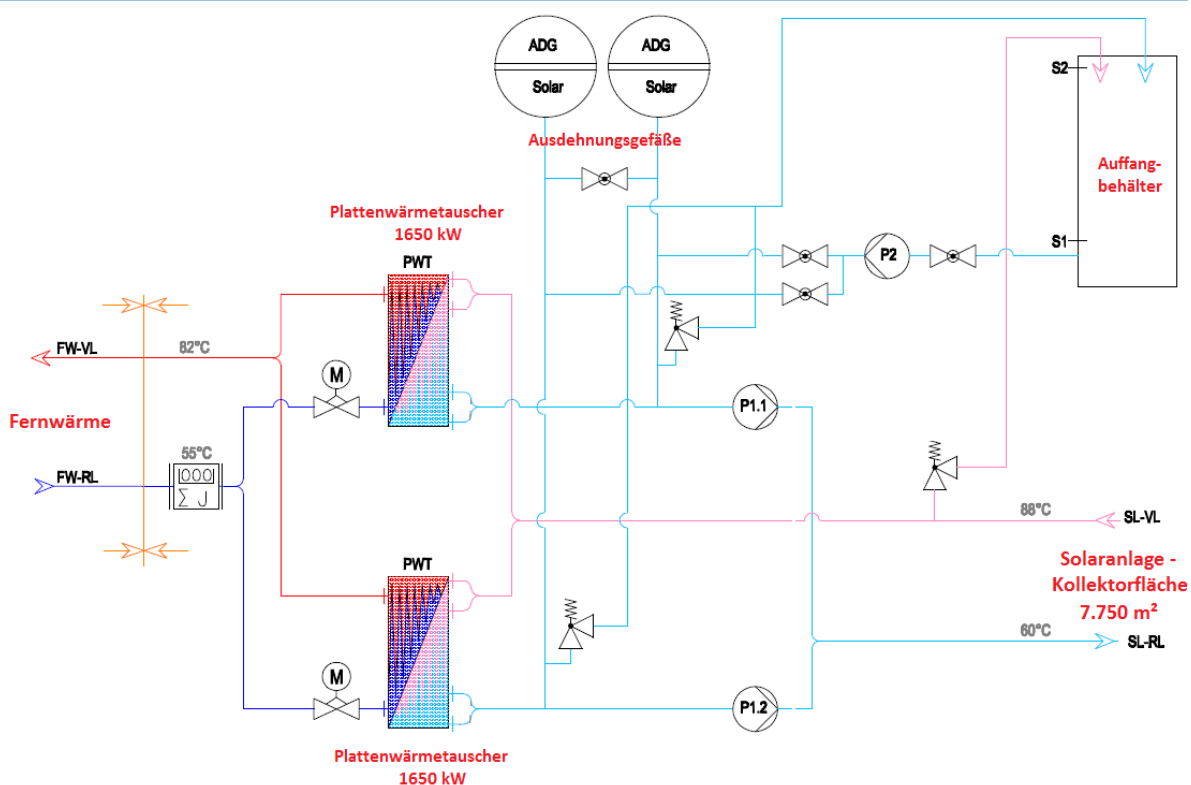 ADG
Solar
ADG
Solar
Ausdehnungsgefäße
S2
Auffang-
behälter
S1
Plattenwärmetauscher
1650 kW
PWT
P2
FW-VL
82°C
M
Fernwärme
P1.1
55°C
FW-RL
000
Σ J
88°C
SL-VL
PWT
Solaranlage -
Kollektorfläche
7.750 m²
60°C
SL-RL
M
P1.2
Plattenwärmetauscher
1650 kW